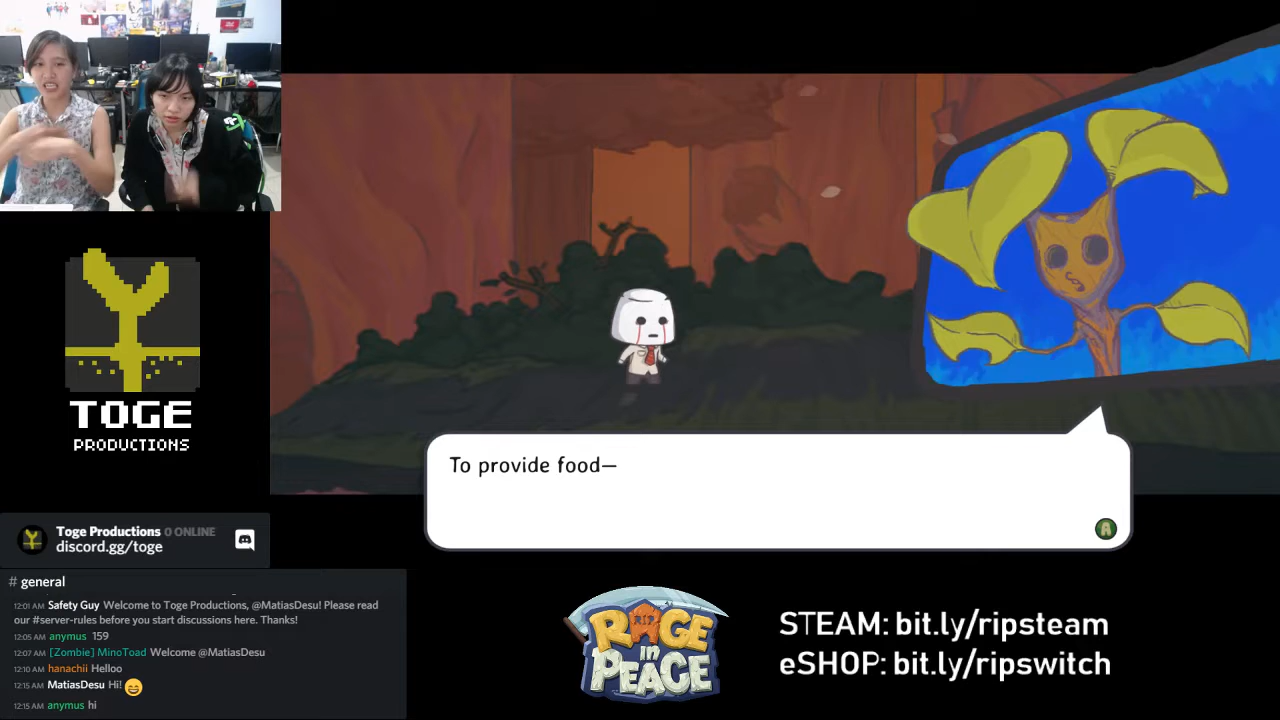 To provide food—
A
TOGE
PRODUCTIONS
Toge Productions 0 ONLINE
discord.gg/toge
# general
12:01 AM Safety Guy Welcome to Toge Productions, @MatiasDesu! Please read
our #server-rules before you start discussions here. Thanks!
12:05 AM anymus 159
12:07 AM [Zombie] MinoToad Welcome @MatiasDesu
12:10 AM hanachii Helloo
12:15 AM MatiasDesu Hi!
12:15 AM anymus hi
RIP
RAGE
in
PEACE
STEAM: bit.ly/ripsteam
eSHOP: bit.ly/ripswitch